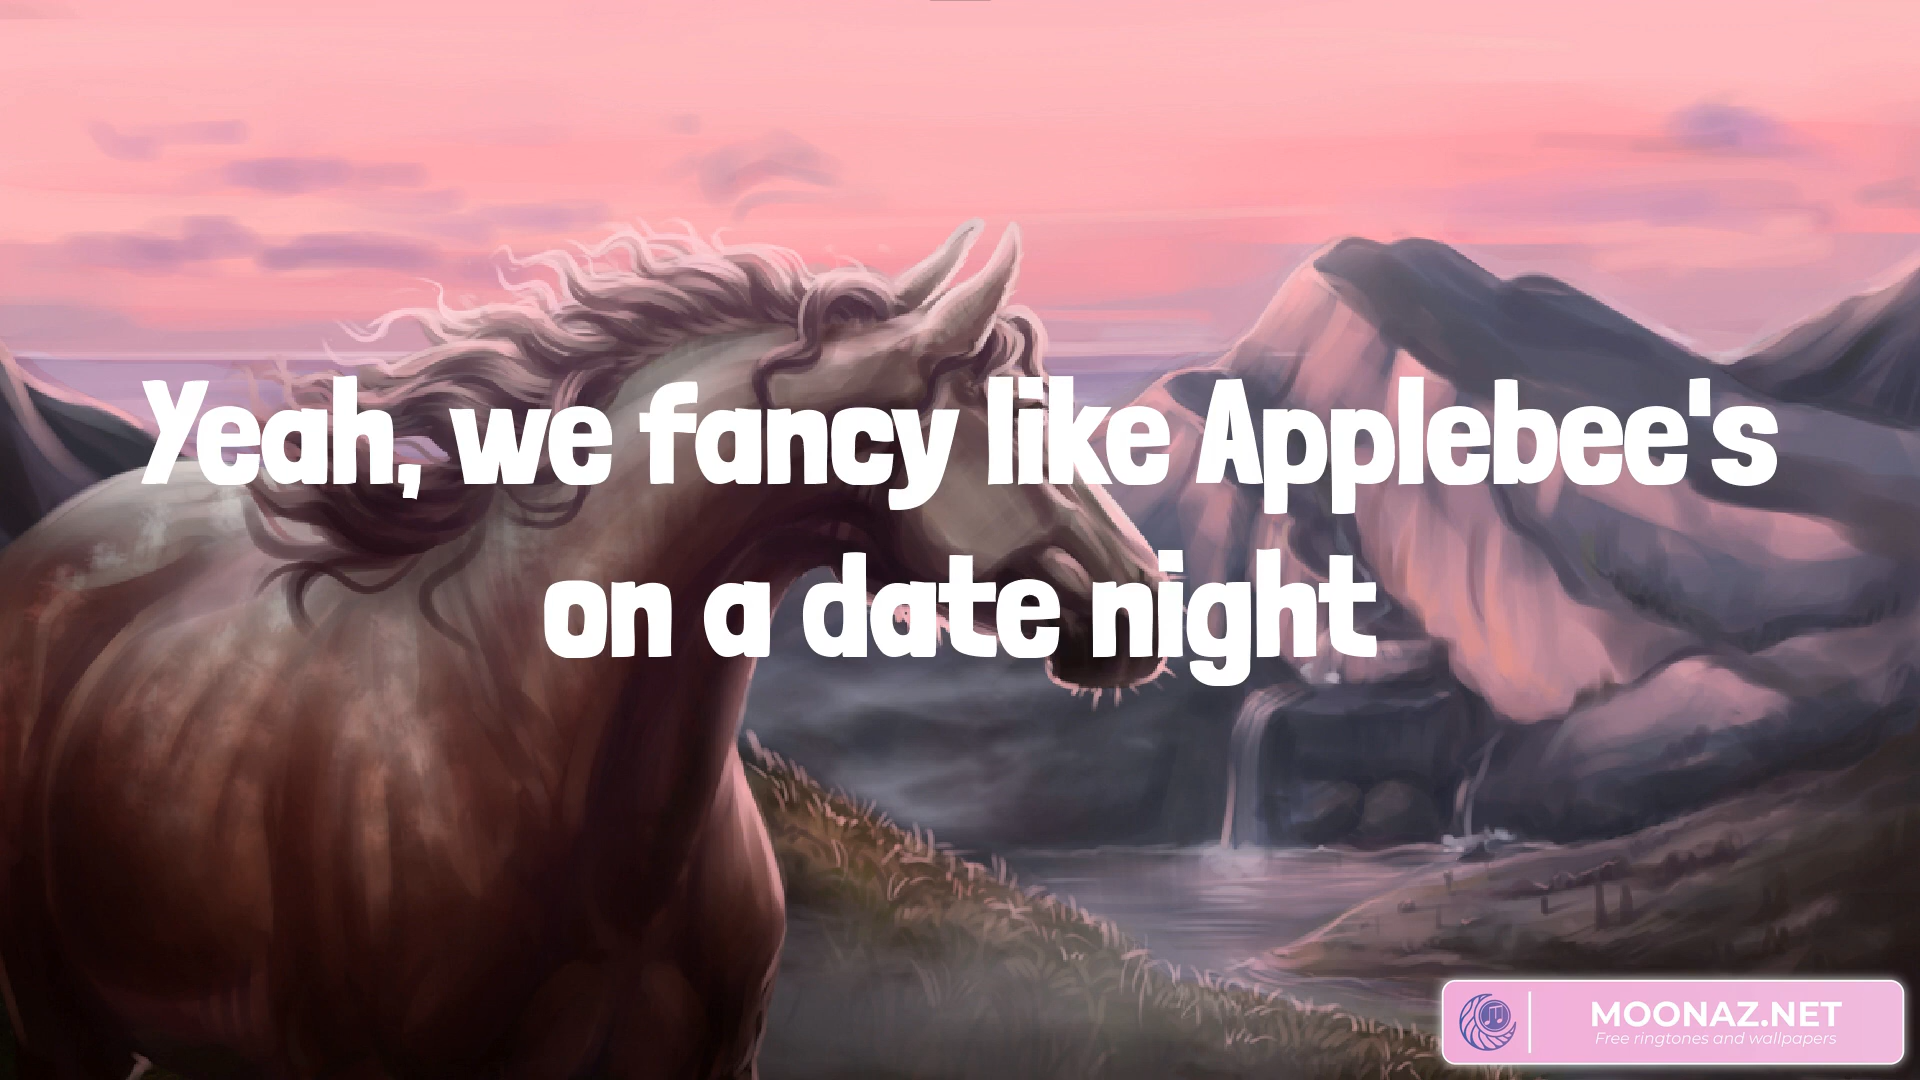 Yeah, we fancy like Applebee's
on a date night
MOONAZ.NET
Free ringtones and wallpapers